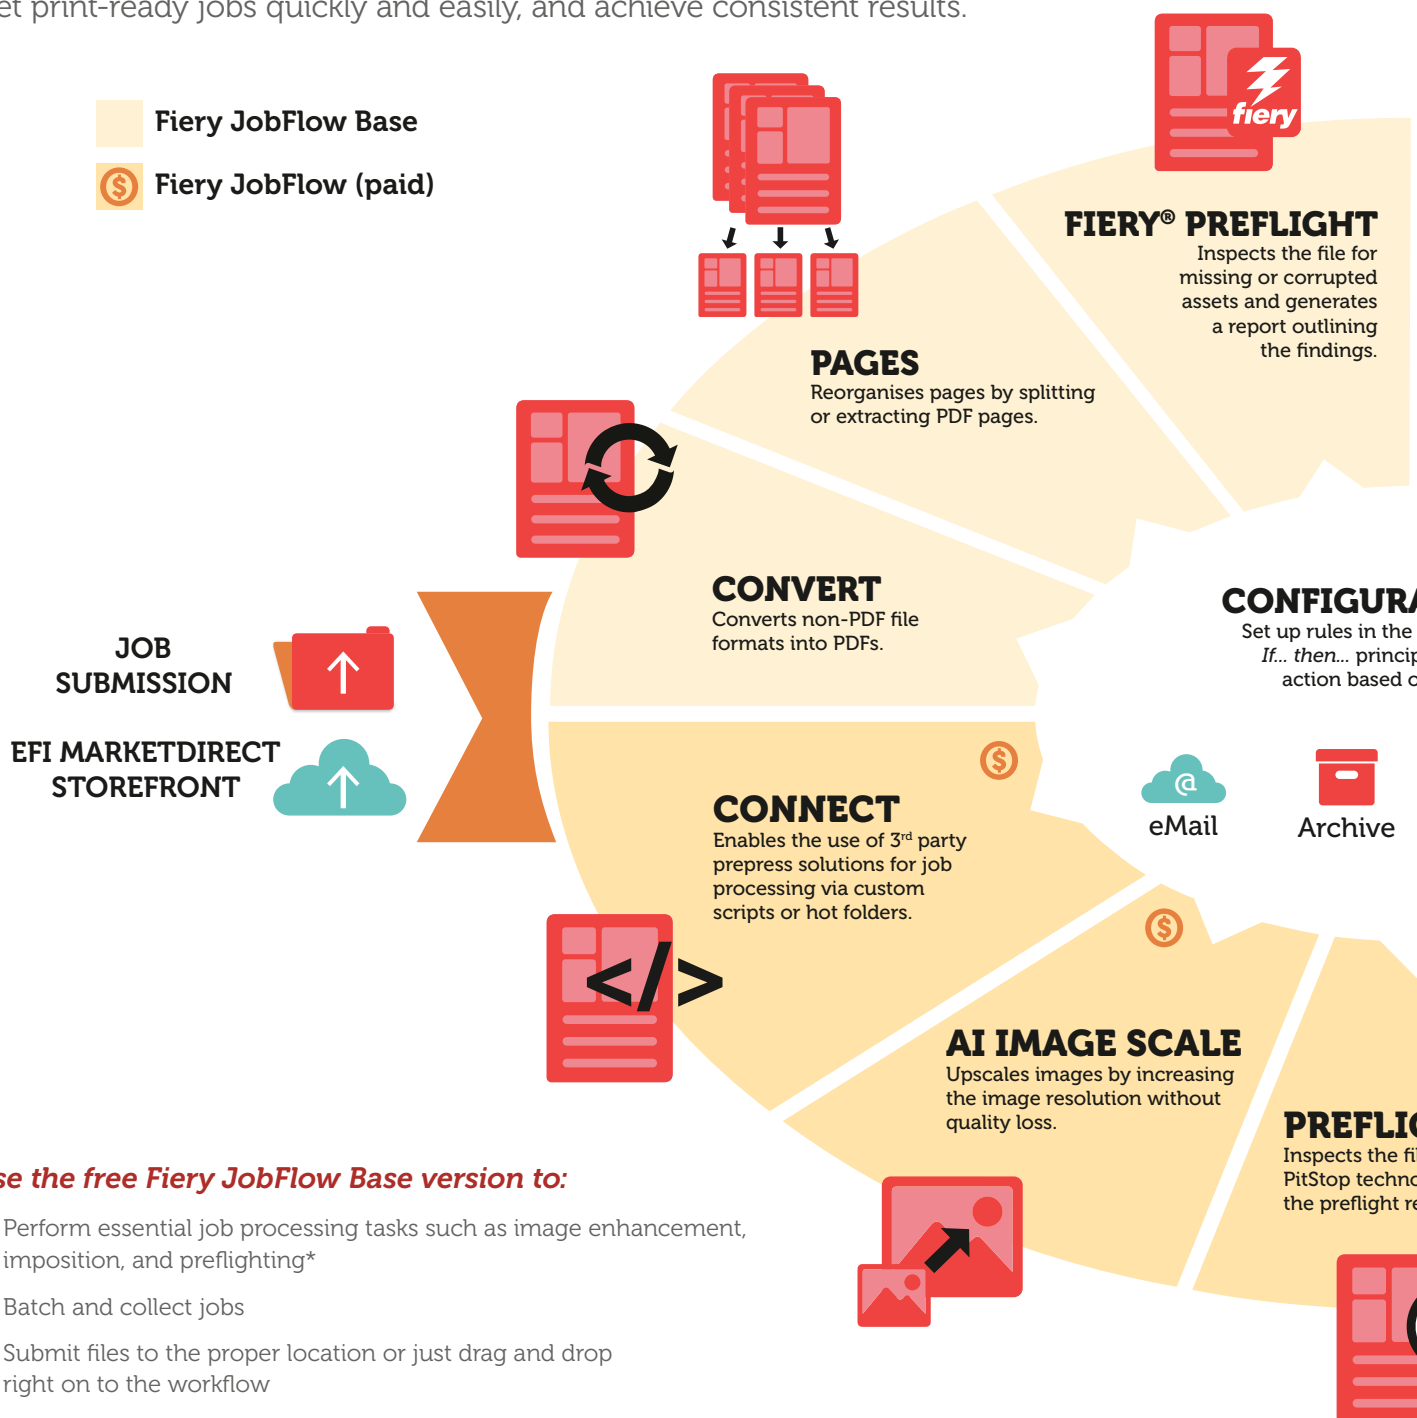 print-ready jobs quickly and easily, and achieve consistent results.
Fiery JobFlow Base
Fiery JobFlow (paid)
fiery
FIERY® PREFLIGHT
Inspects the file for
missing or corrupted
assets and generates
a report outlining
the findings.
PAGES
Reorganises pages by splitting
or extracting PDF pages.
CONVERT
Converts non-PDF file
formats into PDFs.
JOB
SUBMISSION
EFI MARKETDIRECT
STOREFRONT
CONNECT
Enables the use of 3rd party
prepress solutions for job
processing via custom
scripts or hot folders.
</>
Set up rules in the
If... then...
action based
@
eMail
Archive
AI IMAGE SCALE
Upscales images by increasing
the image resolution without
quality loss.
Inspects the
PitStop
the preflight
the free Fiery JobFlow Base version to:
Perform essential job processing tasks such as image enhancement,
imposition, and preflighting*
Batch and collect jobs
Submit files to the proper location or just drag and drop
right on to the workflow